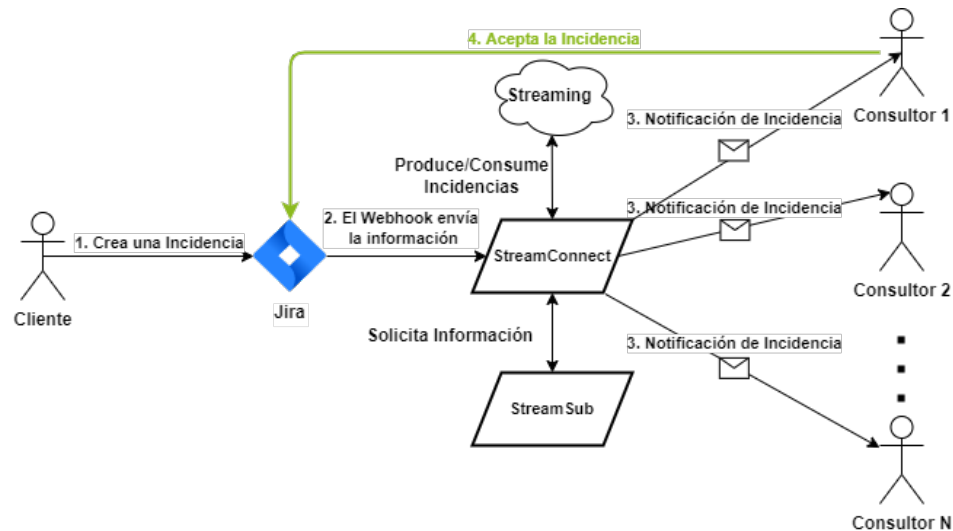 4. Acepta la Incidencia
Streaming
Consultor 1
3. Notificación de Incidencia
Produce/Consume
Incidencias
1. Crea una Incidencia
2. El Webhook envía
la información
3. Notificación de Incidencia
StreamConnect
Cliente
Jira
Consultor 2
Solicita Información
3. Notificación de Incidencia
StreamSub
Consultor N